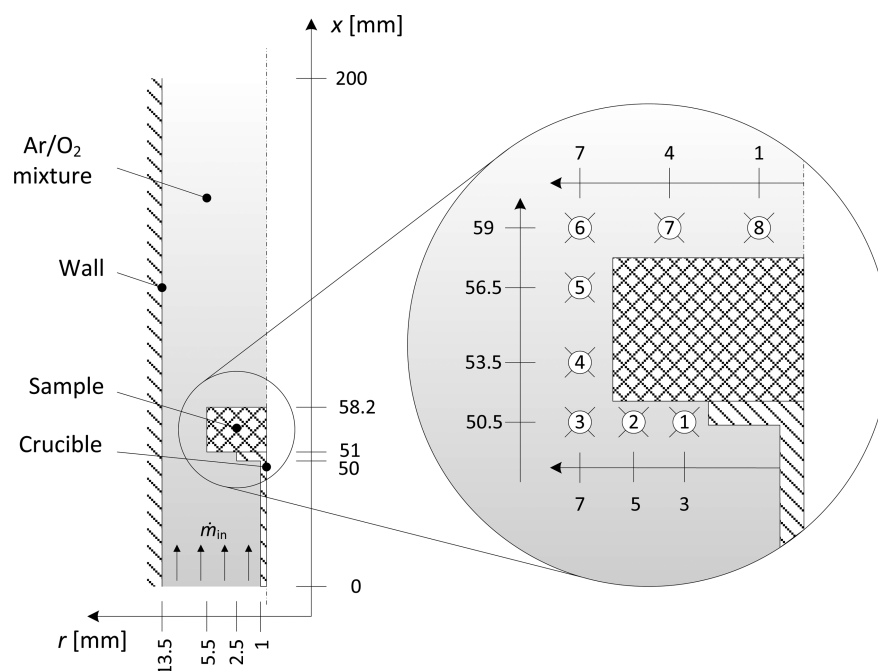 x [mm]
200
Ar/O₂
mixture
Wall
Sample
Crucible
58.2
51
50
ṁin
0
r [mm]
13.5
5.5
2.5
1
7 4 1
59 6 7 8
56.5 5
53.5 4
50.5 3 2 1
7 5 3